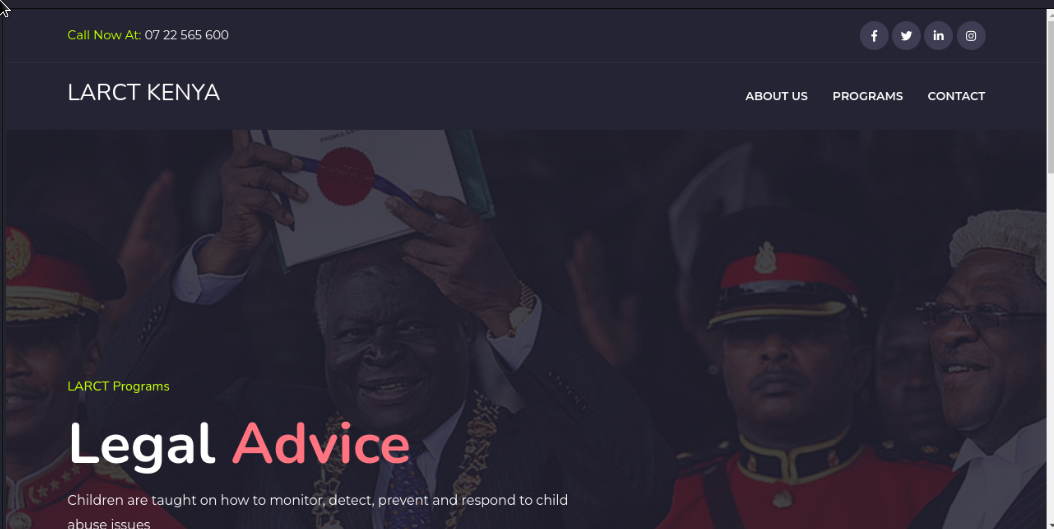 Call Now At: 07 22 565 600
LARCT KENYA
ABOUT US PROGRAMS CONTACT
LARCT Programs
Legal Advice
Children are taught on how to monitor, detect, prevent and respond to child
abuse issues